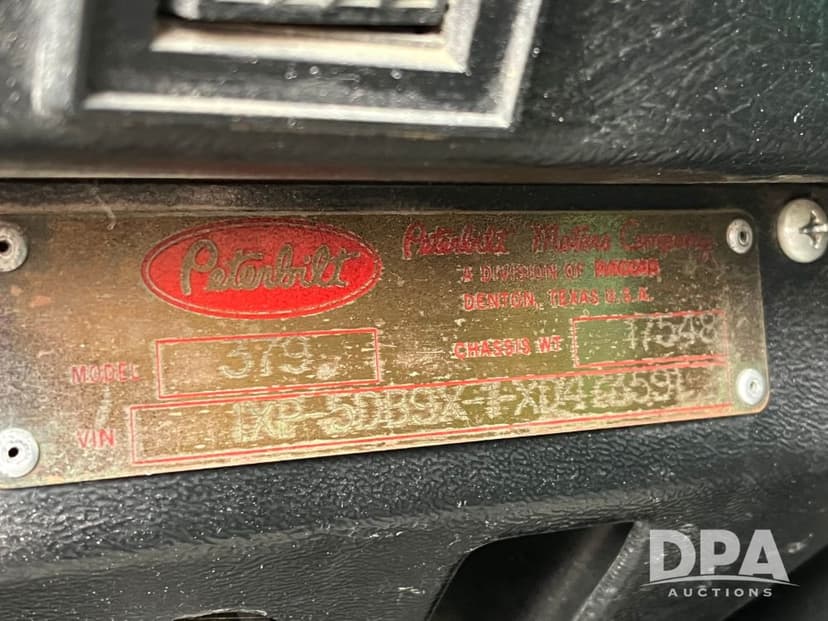 Peterbilt
Peterbilt Motors Company
A DIVISION OF PACCAR
DENTON, TEXAS U.S.A.
MODEL 379
CHASSIS WT 17548
VIN
DPA
AUCTIONS